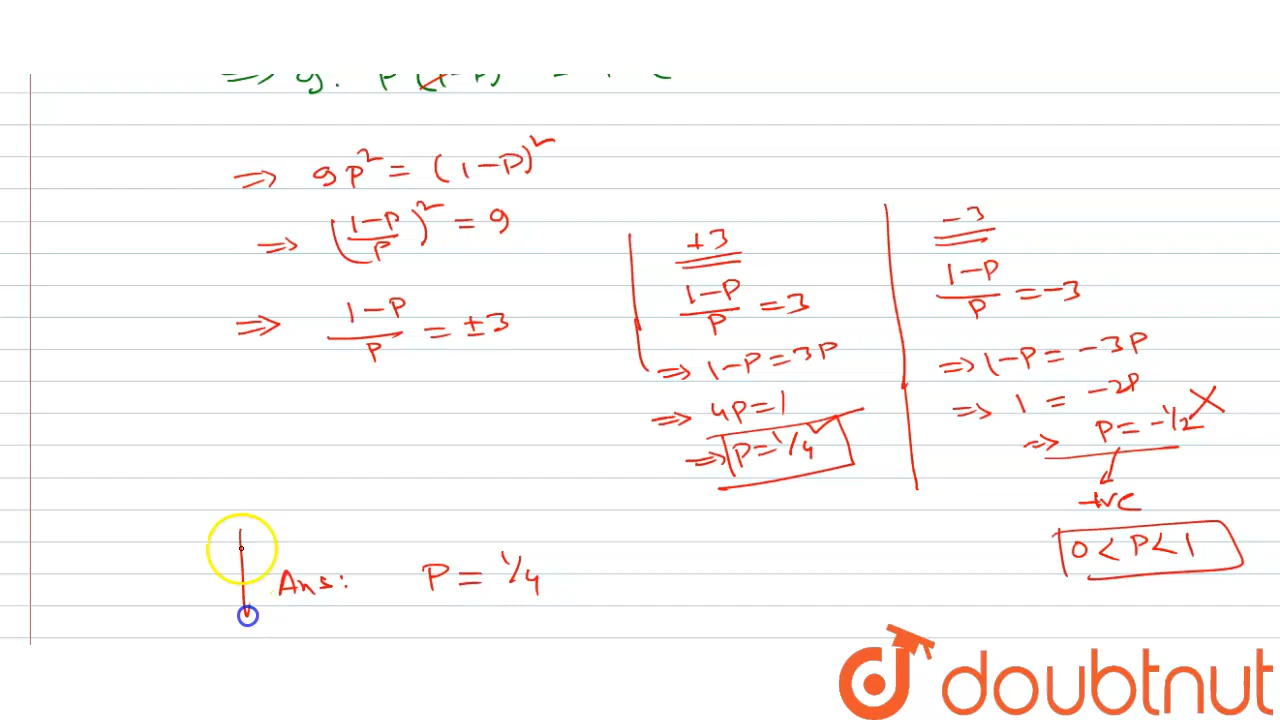 ⇒ 9p² = (1-P)²
⇒ (1-P/P)² = 9
⇒ 1-P/P = ±3
+3
1-P/P = 3
⇒ 1-P = 3P
⇒ 4P = 1
⇒ P = 1/4 ✓
-3
1-P/P = -3
⇒ 1-P = -3P
⇒ 1 = -2P
⇒ P = -1/2 ✗
+ve
0 < P < 1
Ans: P = 1/4
doubtnut